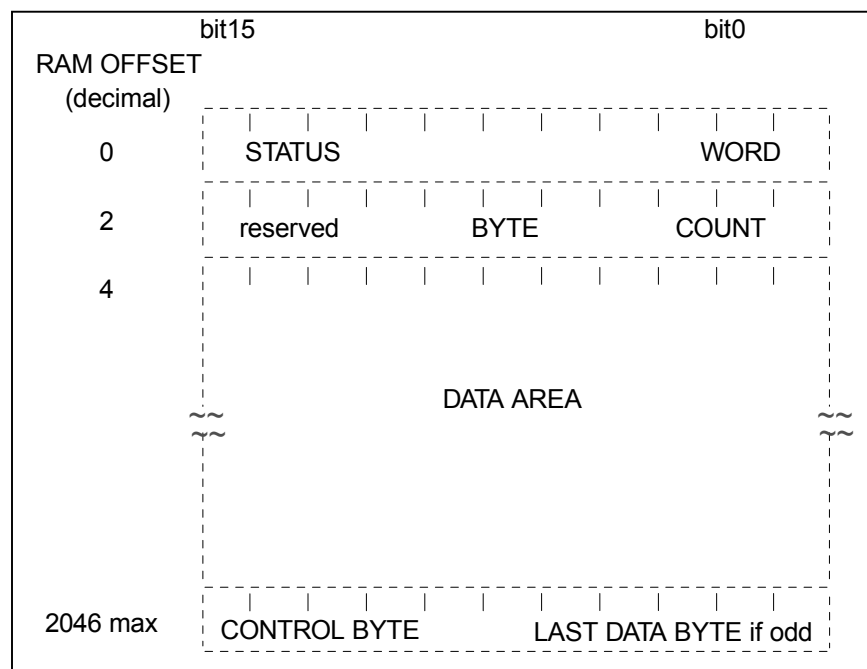 bit15 bit0
RAM OFFSET
(decimal)
0 STATUS WORD
2 reserved BYTE COUNT
4
DATA AREA
2046 max CONTROL BYTE LAST DATA BYTE if odd